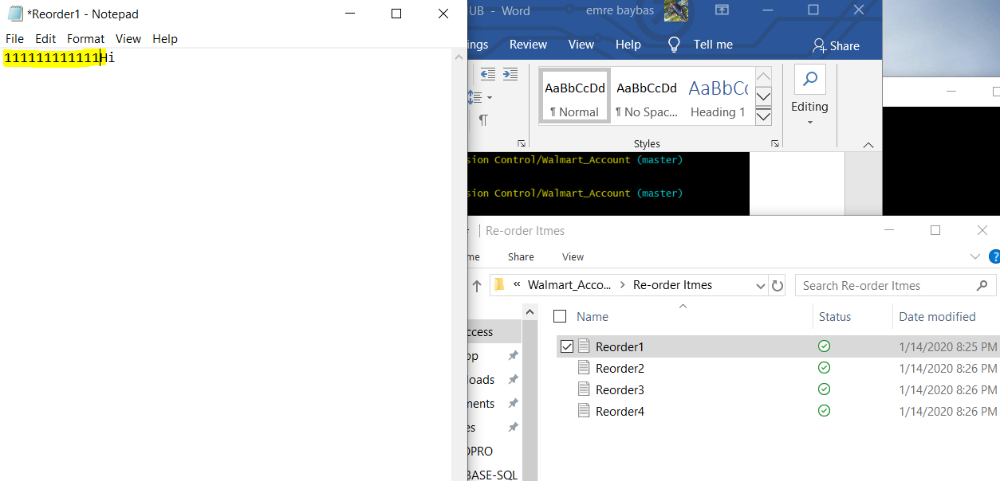 *Reorder1 - Notepad
File Edit Format View Help
111111111111Hi
UB - Word
emre baybas
ngs Review View Help Tell me Share
AaBbCcDd AaBbCcDd AaBbCc
¶ Normal ¶ No Spac... Heading 1
Editing
Styles
sion Control/Walmart_Account (master)
sion Control/Walmart_Account (master)
Re-order Itmes
me Share View
« Walmart_Acco... > Re-order Itmes
Search Re-order Itmes
Name Status Date modified
Reorder1 1/14/2020 8:25 PM
Reorder2 1/14/2020 8:26 PM
Reorder3 1/14/2020 8:26 PM
Reorder4 1/14/2020 8:26 PM
ccess
op
loads
ments
es
OPRO
BASE-SQL